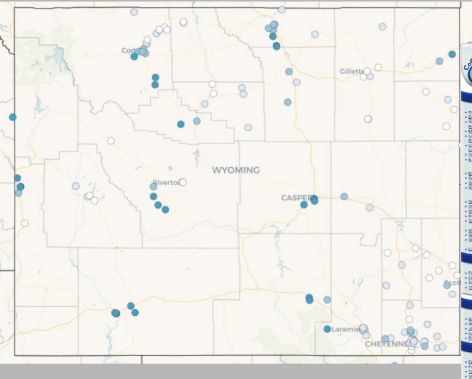 Cody
Gillette
WYOMING
Riverton
CASPER
Laramie
CHEYENNE